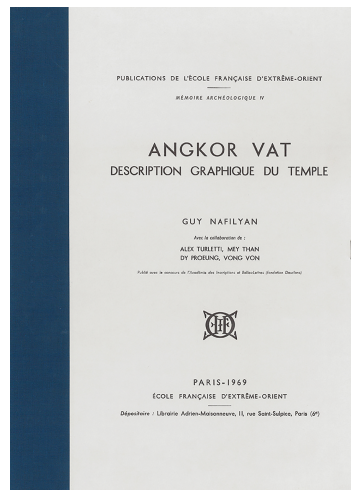 PUBLICATIONS DE L'ÉCOLE FRANÇAISE D'EXTRÊME-ORIENT
MÉMOIRE ARCHÉOLOGIQUE IV
ANGKOR VAT
DESCRIPTION GRAPHIQUE DU TEMPLE
GUY NAFILYAN
Avec la collaboration de :
ALEX TURLETTI, MEY THAN
DY PROEUNG, VONG VON
Publié avec le concours de l'Académie des Inscriptions et Belles-Lettres (fondation Dourlans)
PARIS-1969
ÉCOLE FRANÇAISE D'EXTRÊME-ORIENT
Dépositaire : Librairie Adrien-Maisonneuve, 11, rue Saint-Sulpice, Paris (6e)